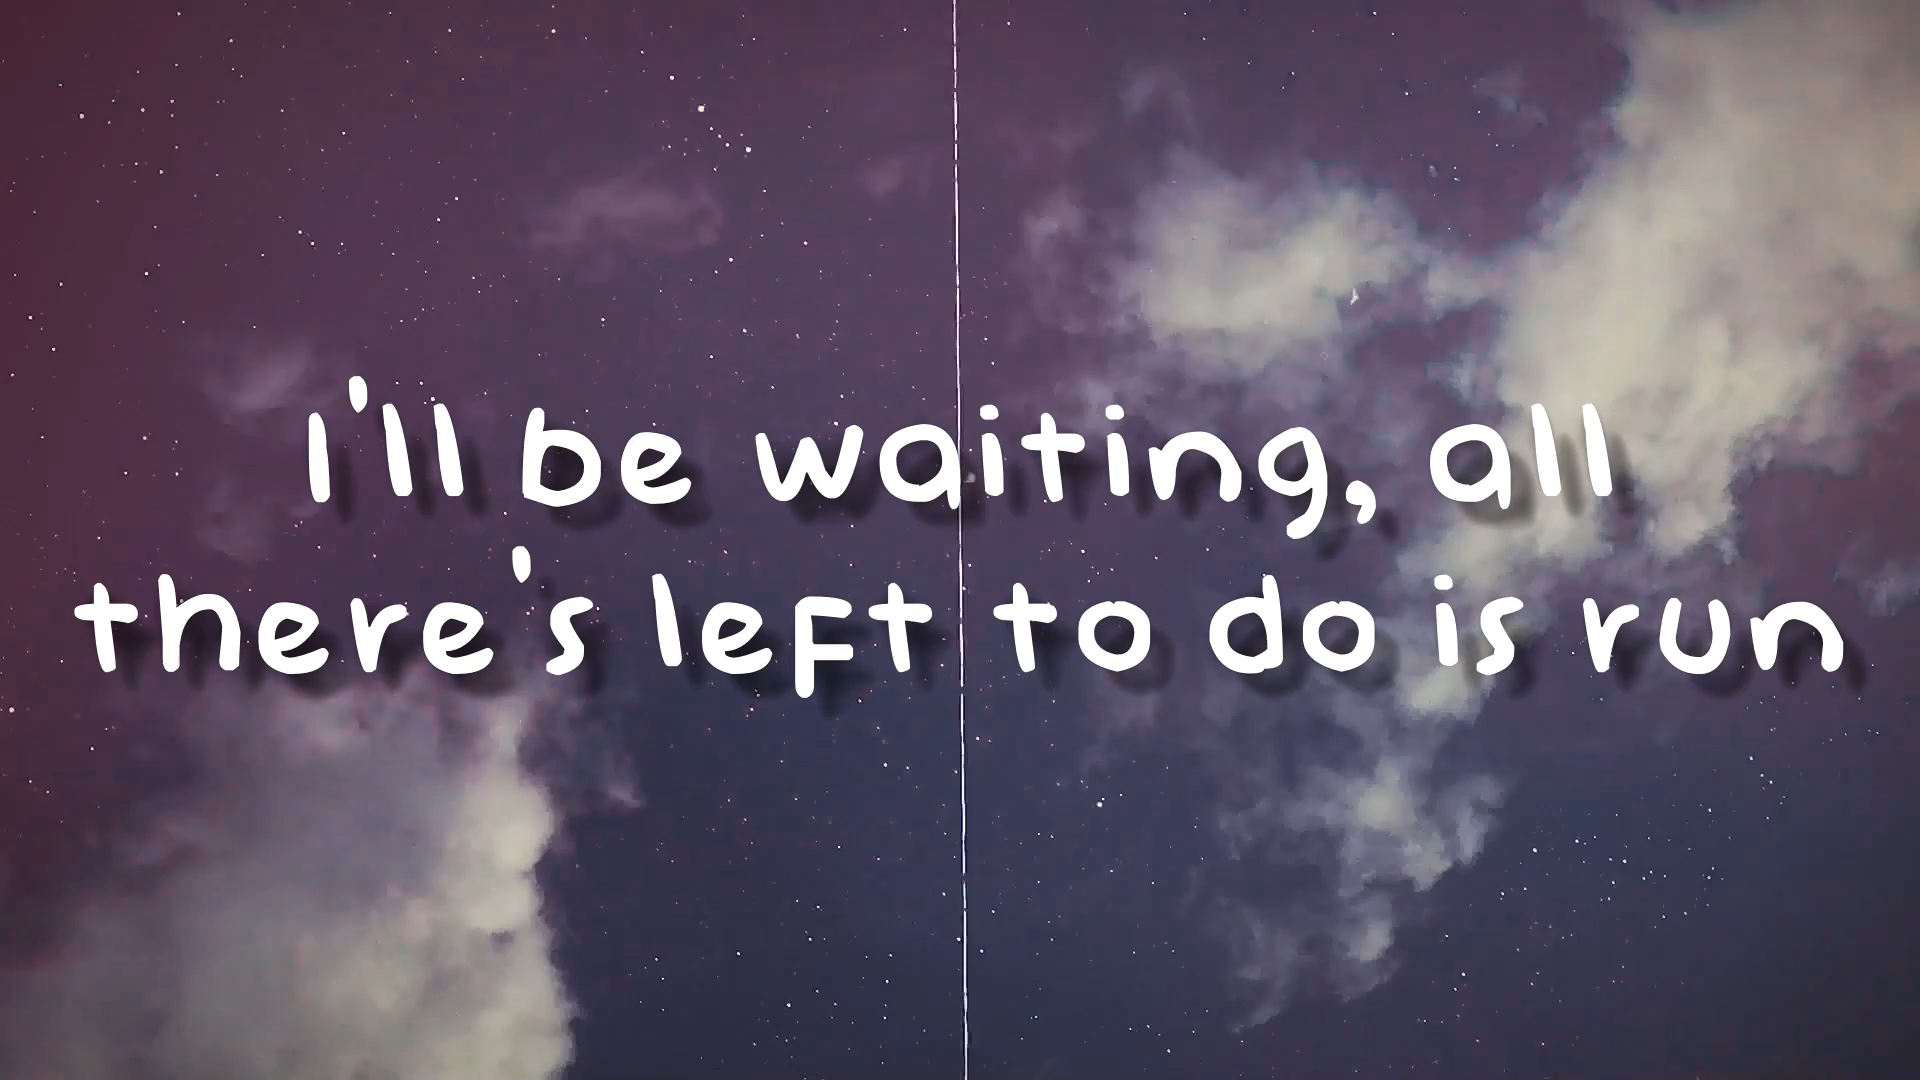 I'll be waiting, all
there's left to do is run